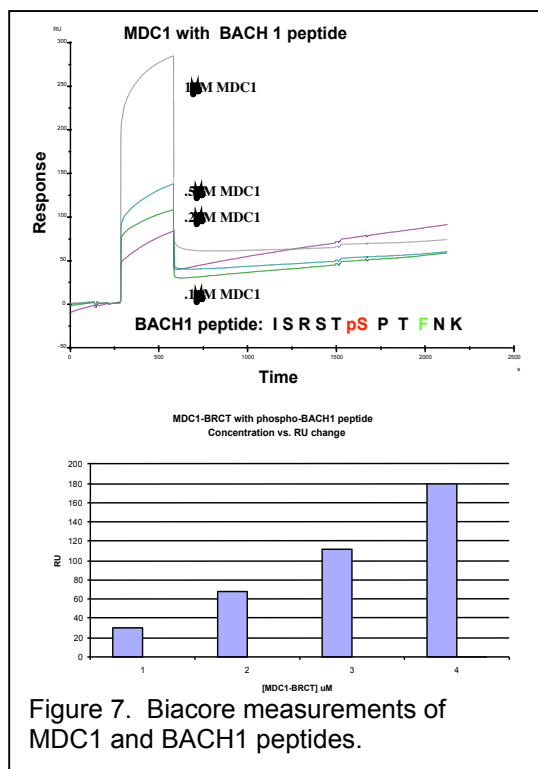 RU
MDC1 with BACH 1 peptide
300
250
200
150
100
50
0
-50
Response
M MDC1
M MDC1
M MDC1
M MDC1
BACH1 peptide: I S R S T pS P T F N K
0
500
1000
1500
2000
2500
Time
s
MDC1-BRCT with phospho-BACH1 peptide
Concentration vs. RU change
200
180
160
140
120
100
80
60
40
20
0
RU
1
2
3
4
[MDC1-BRCT] uM
Figure 7. Biacore measurements of
MDC1 and BACH1 peptides.